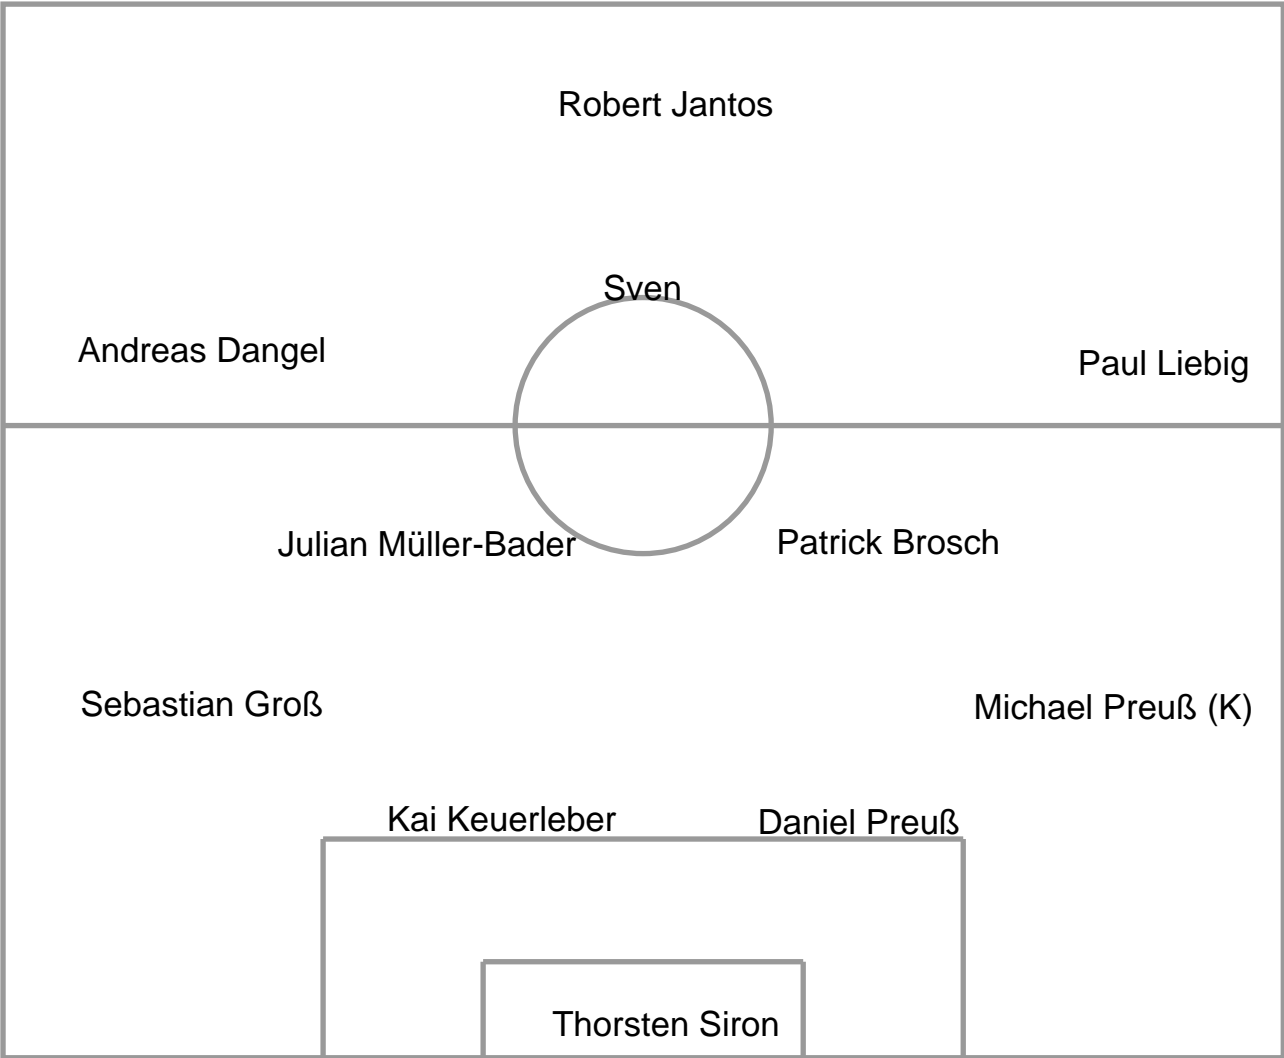 Robert Jantos
Sven
Andreas Dangel
Paul Liebig
Julian Müller-Bader
Patrick Brosch
Sebastian Groß
Michael Preuß (K)
Kai Keuerleber
Daniel Preuß
Thorsten Siron